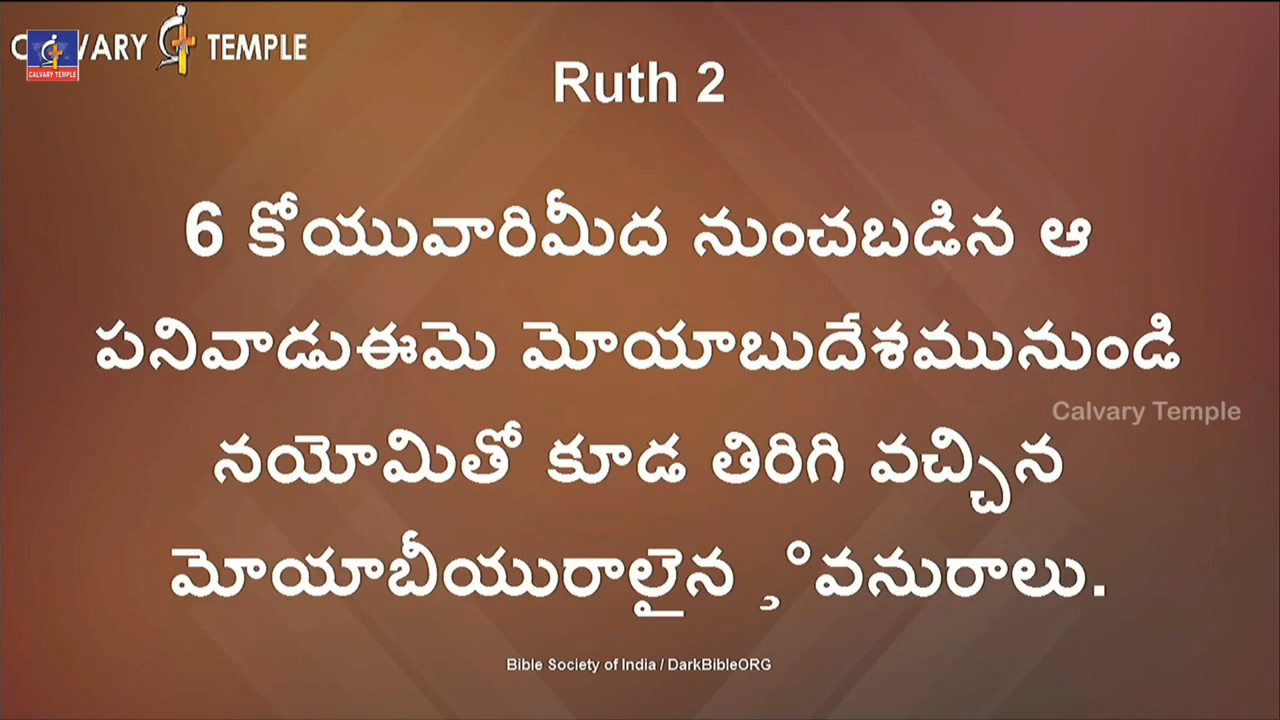 CALVARY TEMPLE
CALVARY TEMPLE
Ruth 2
6 కోయువారిమీద నుంచబడిన ఆ
పనివాడుఈమె మోయాబుదేశమునుండి
Calvary Temple
నయోమితో కూడ తిరిగి వచ్చిన
మోయాబీయురాలైన వనురాలు.
Bible Society of India / DarkBibleORG